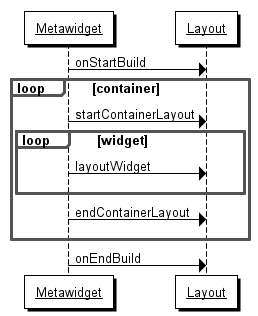 Metawidget Layout
onStartBuild
loop [container]
startContainerLayout
loop [widget]
layoutWidget
endContainerLayout
onEndBuild
Metawidget Layout